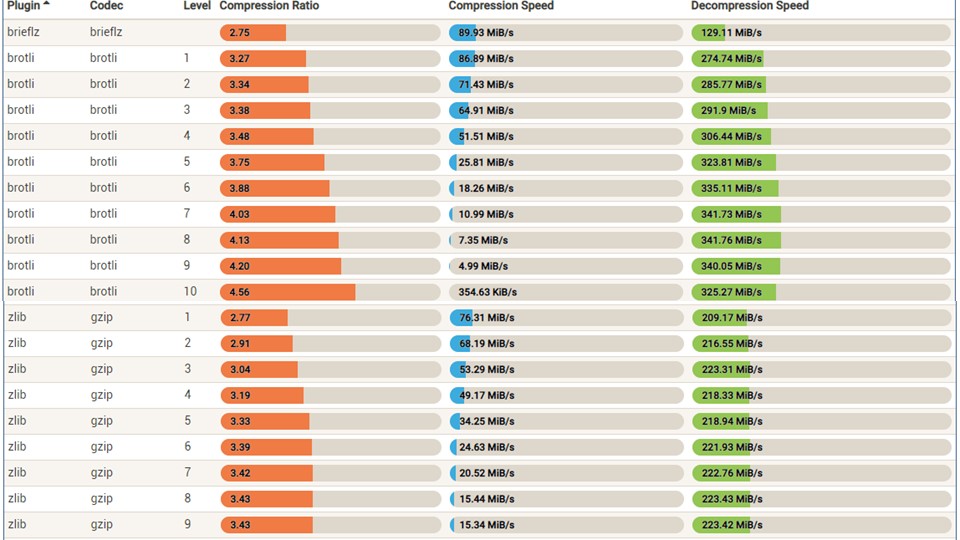 Plugin Codec Level Compression Ratio Compression Speed Decompression Speed
brieflz brieflz 2.75 89.93 MiB/s 129.11 MiB/s
brotli brotli 1 3.27 86.89 MiB/s 274.74 MiB/s
brotli brotli 2 3.34 71.43 MiB/s 285.77 MiB/s
brotli brotli 3 3.38 64.91 MiB/s 291.9 MiB/s
brotli brotli 4 3.48 51.51 MiB/s 306.44 MiB/s
brotli brotli 5 3.75 25.81 MiB/s 323.81 MiB/s
brotli brotli 6 3.88 18.26 MiB/s 335.11 MiB/s
brotli brotli 7 4.03 10.99 MiB/s 341.73 MiB/s
brotli brotli 8 4.13 7.35 MiB/s 341.76 MiB/s
brotli brotli 9 4.20 4.99 MiB/s 340.05 MiB/s
brotli brotli 10 4.56 354.63 KiB/s 325.27 MiB/s
zlib gzip 1 2.77 76.31 MiB/s 209.17 MiB/s
zlib gzip 2 2.91 68.19 MiB/s 216.55 MiB/s
zlib gzip 3 3.04 53.29 MiB/s 223.31 MiB/s
zlib gzip 4 3.19 49.17 MiB/s 218.33 MiB/s
zlib gzip 5 3.33 34.25 MiB/s 218.94 MiB/s
zlib gzip 6 3.39 24.63 MiB/s 221.93 MiB/s
zlib gzip 7 3.42 20.52 MiB/s 222.76 MiB/s
zlib gzip 8 3.43 15.44 MiB/s 223.43 MiB/s
zlib gzip 9 3.43 15.34 MiB/s 223.42 MiB/s